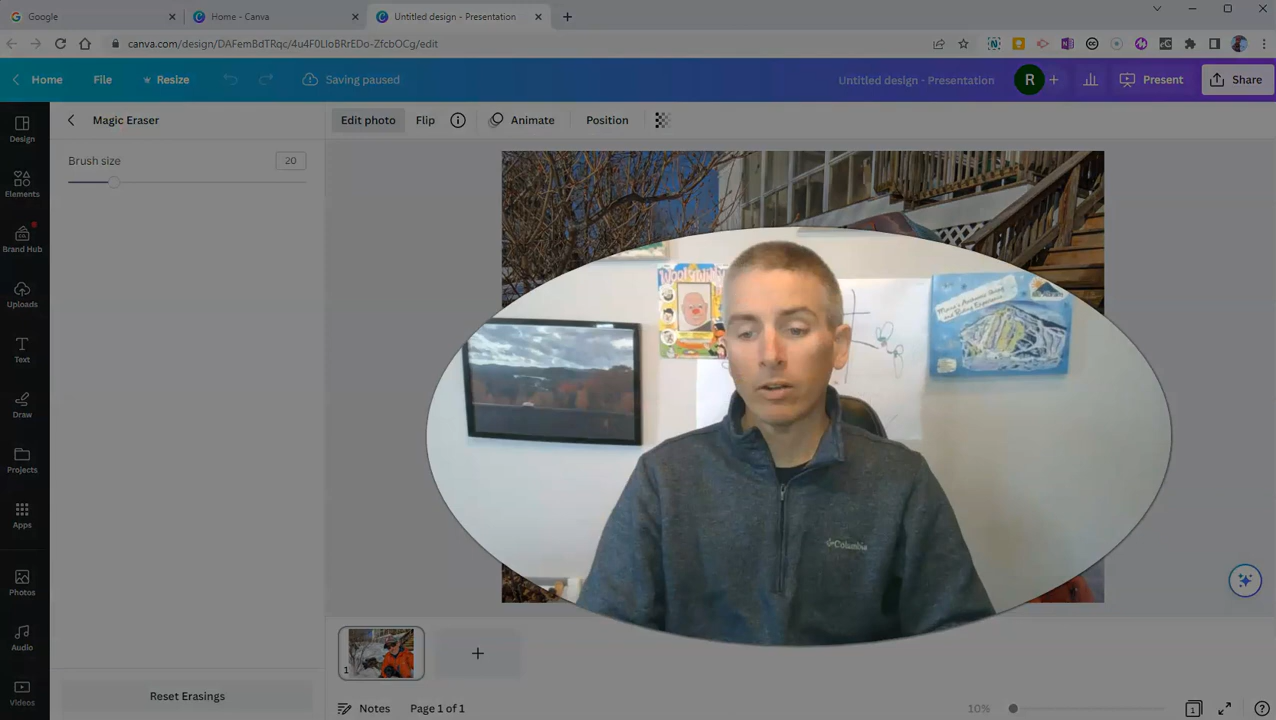 Google
Home - Canva
Untitled design - Presentation
canva.com/design/DAFemBdTRqc/4u4F0LIoBRrEDo-ZfcbOCg/edit
Home
File
Resize
Saving paused
Untitled design - Presentation
R
Present
Share
Design
Elements
Brand Hub
Uploads
Text
Draw
Projects
Apps
Photos
Audio
Videos
Magic Eraser
Brush size
20
Reset Erasings
Edit photo
Flip
Animate
Position
Columbia
1
Notes
Page 1 of 1
10%
1